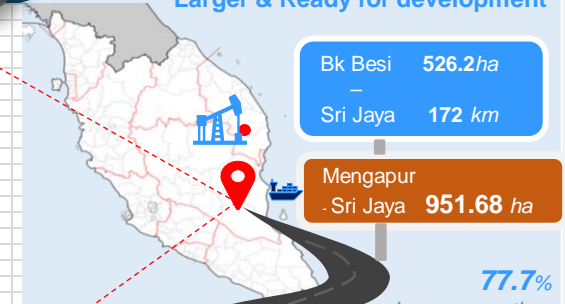 Larger & Ready for development
Bk Besi 526.2ha
–
Sri Jaya 172 km
Mengapur
- Sri Jaya 951.68 ha
77.7%